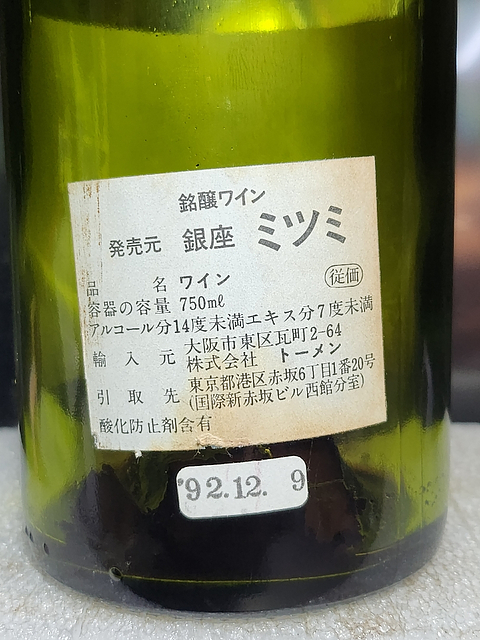 銘醸ワイン
発売元 銀座 ミツミ
品 名 ワイン 従価
容器の容量 750mℓ
アルコール分14度未満エキス分7度未満
輸入元 大阪市東区瓦町2-64
株式会社 トーメン
引取先 東京都港区赤坂6丁目1番20号
(国際新赤坂ビル西館分室)
酸化防止剤含有
'92.12. 9